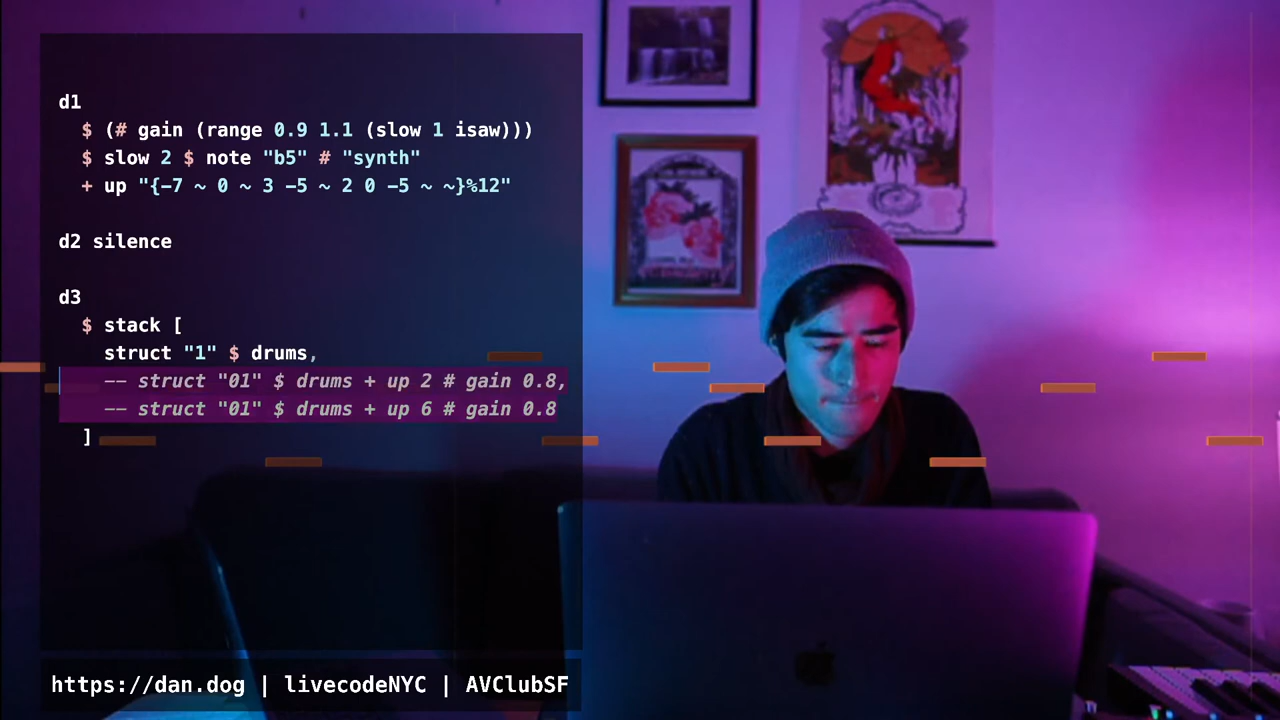 d1
$ (# gain (range 0.9 1.1 (slow 1 isaw)))
$ slow 2 $ note "b5" # "synth"
+ up "{-7 ~ 0 ~ 3 -5 ~ 2 0 -5 ~ ~}%12"
d2 silence
d3
$ stack [
struct "1" $ drums,
-- struct "01" $ drums + up 2 # gain 0.8,
-- struct "01" $ drums + up 6 # gain 0.8
]
https://dan.dog | livecodeNYC | AVClubSF